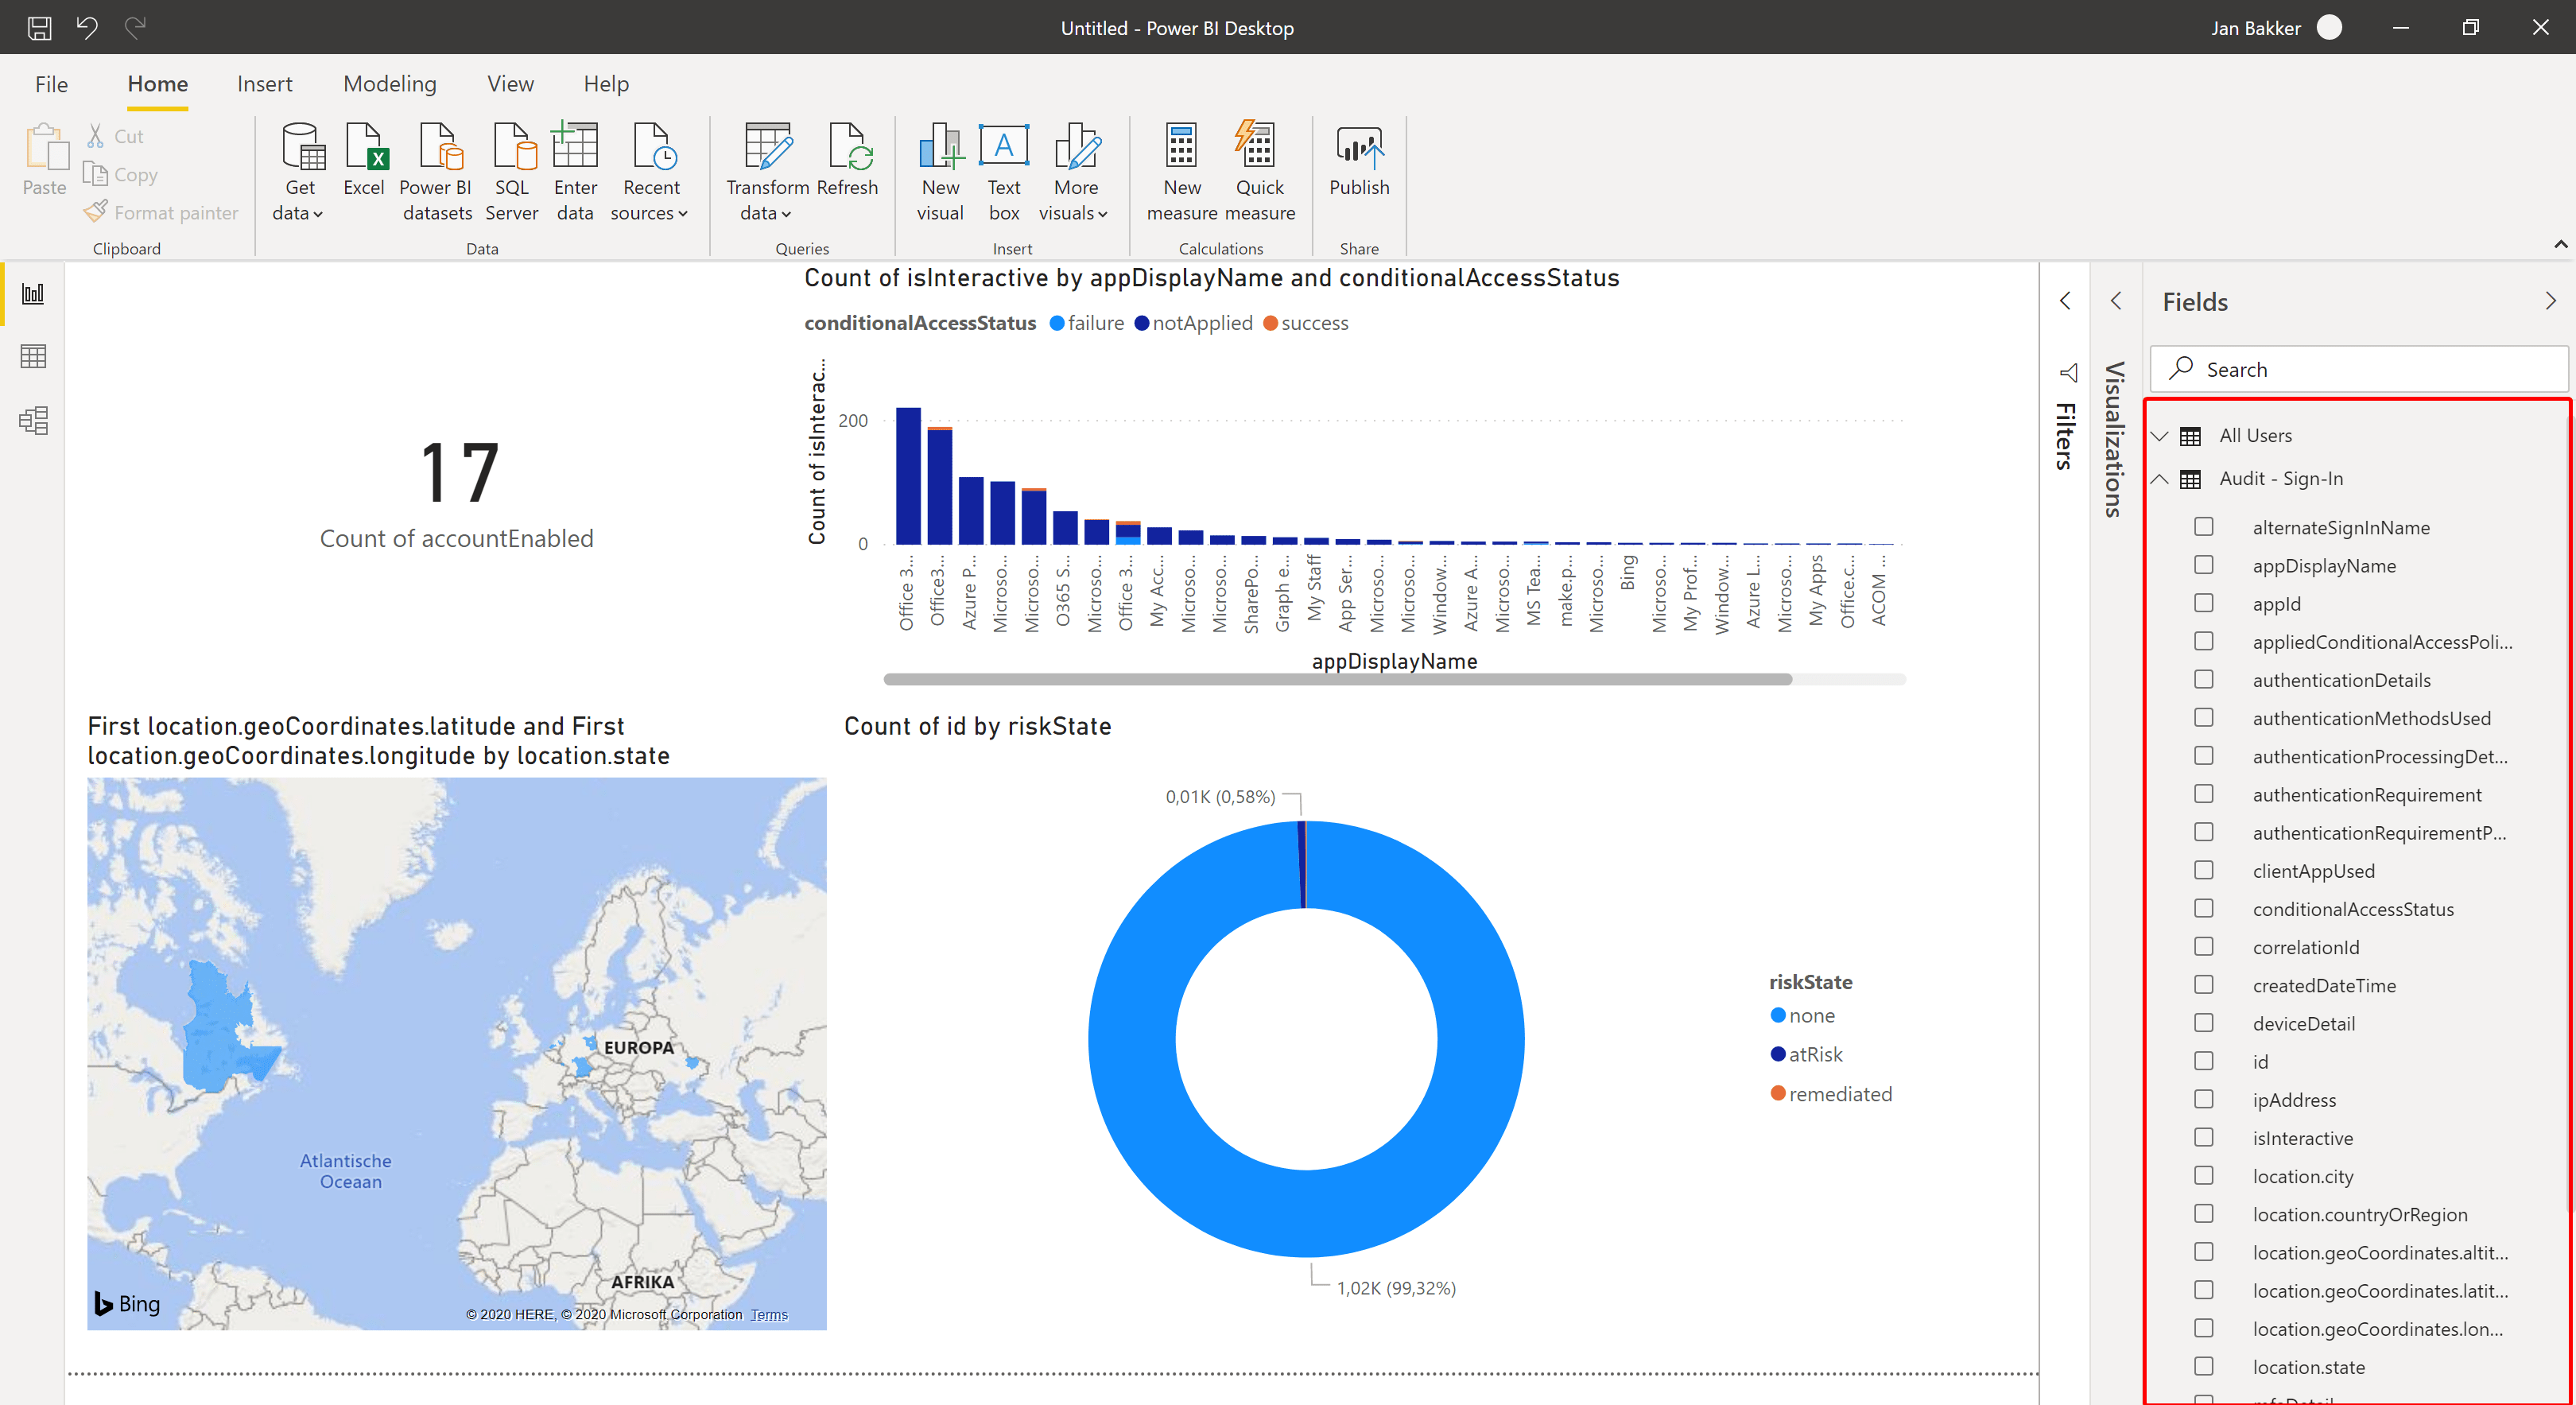 Untitled - Power BI Desktop
Jan Bakker
File
Home
Insert
Modeling
View
Help
Paste
Cut
Copy
Format painter
Clipboard
Get data
Excel
Power BI datasets
SQL Server
Enter data
Recent sources
Data
Transform data
Refresh
Queries
New visual
Text box
More visuals
Insert
New measure
Quick measure
Calculations
Publish
Share
17
Count of accountEnabled
Count of isInteractive by appDisplayName and conditionalAccessStatus
conditionalAccessStatus failure notApplied success
Count of isInterac...
200
0
Office 3...
Office3...
Azure P...
Microso...
Microso...
O365 S...
Microso...
Office 3...
My Acc...
Microso...
Microso...
SharePo...
Graph e...
My Staff
App Ser...
Microso...
Microso...
Window...
Azure A...
Microso...
MS Tea...
make.p...
Microso...
Bing
Microso...
My Prof...
Window...
Azure L...
Microso...
My Apps
Office.c...
ACOM ...
appDisplayName
First location.geoCoordinates.latitude and First
location.geoCoordinates.longitude by location.state
EUROPA
Atlantische
Oceaan
AFRIKA
Bing
© 2020 HERE, © 2020 Microsoft Corporation Terms
Count of id by riskState
0,01K (0,58%)
1,02K (99,32%)
riskState
none
atRisk
remediated
Filters
Visualizations
Fields
Search
All Users
Audit - Sign-In
alternateSignInName
appDisplayName
appId
appliedConditionalAccessPoli...
authenticationDetails
authenticationMethodsUsed
authenticationProcessingDet...
authenticationRequirement
authenticationRequirementP...
clientAppUsed
conditionalAccessStatus
correlationId
createdDateTime
deviceDetail
id
ipAddress
isInteractive
location.city
location.countryOrRegion
location.geoCoordinates.altit...
location.geoCoordinates.latit...
location.geoCoordinates.lon...
location.state